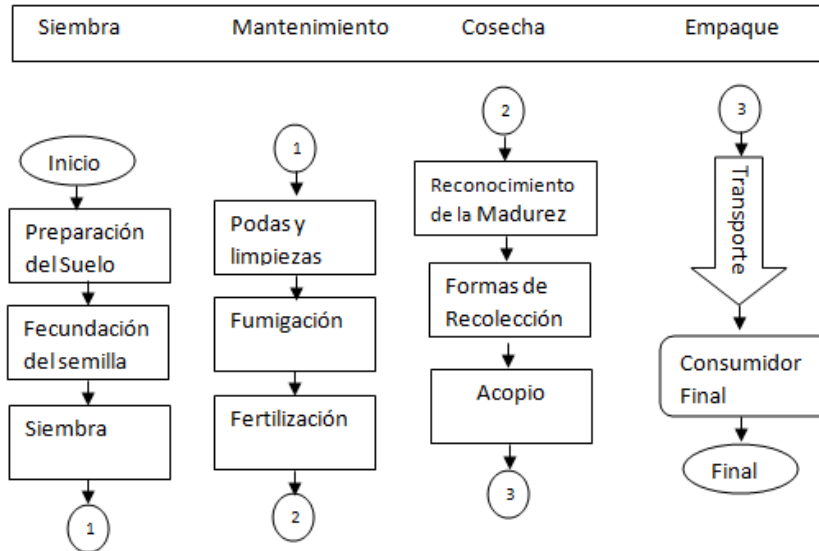 Siembra Mantenimiento Cosecha Empaque
Inicio
Preparación
del Suelo
Fecundación
del semilla
Siembra
1
1
Podas y
limpiezas
Fumigación
Fertilización
2
2
Reconocimiento
de la Madurez
Formas de
Recolección
Acopio
3
3
Transporte
Consumidor
Final
Final